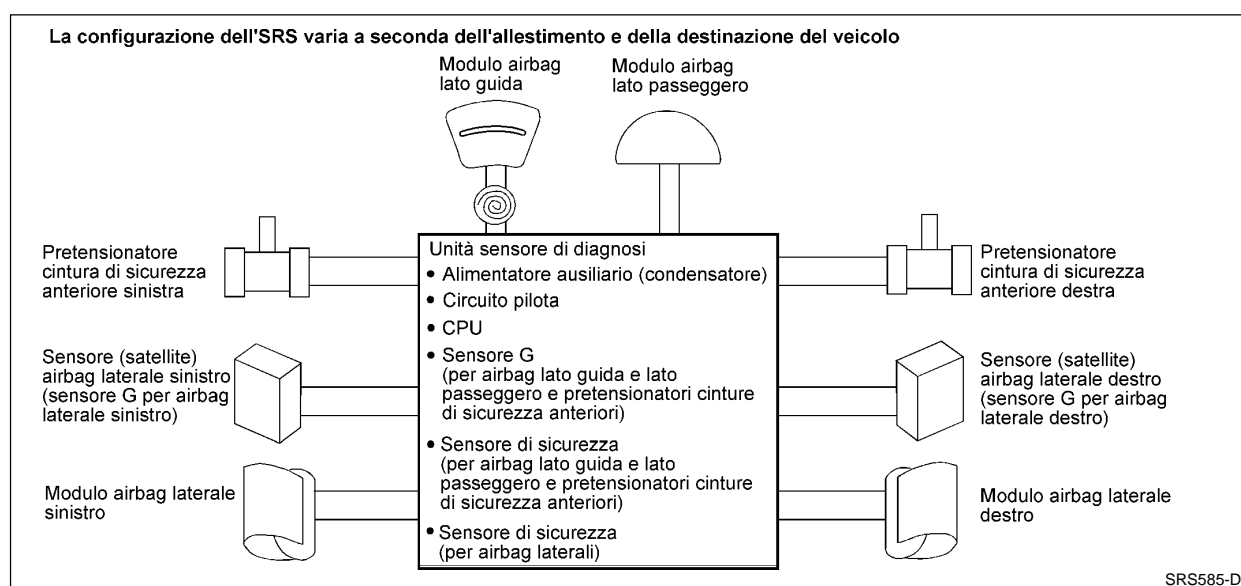 La configurazione dell'SRS varia a seconda dell'allestimento e della destinazione del veicolo
Modulo airbag
lato guida
Modulo airbag
lato passeggero
Pretensionatore
cintura di sicurezza
anteriore sinistra
Sensore (satellite)
airbag laterale sinistro
(sensore G per airbag
laterale sinistro)
Modulo airbag laterale
sinistro
Unità sensore di diagnosi
• Alimentatore ausiliario (condensatore)
• Circuito pilota
• CPU
• Sensore G
(per airbag lato guida e lato
passeggero e pretensionatori cinture
di sicurezza anteriori)
• Sensore di sicurezza
(per airbag lato guida e lato
passeggero e pretensionatori cinture
di sicurezza anteriori)
• Sensore di sicurezza
(per airbag laterali)
Pretensionatore
cintura di sicurezza
anteriore destra
Sensore (satellite)
airbag laterale destro
(sensore G per airbag
laterale destro)
Modulo airbag laterale
destro
SRS585-D